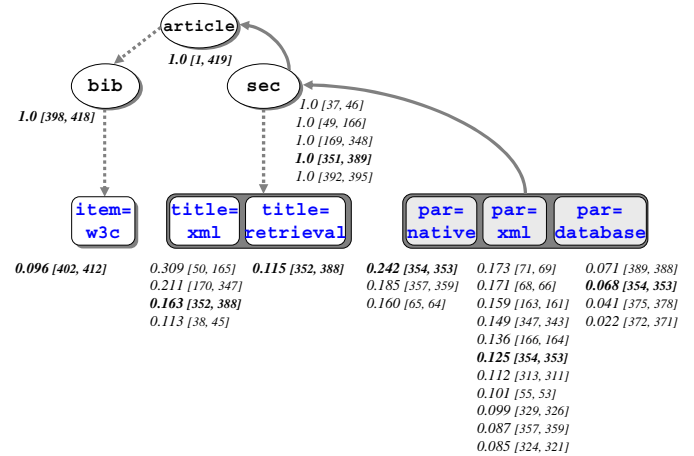 article
1.0 [1, 419]
bib
sec
1.0 [398, 418]
1.0 [37, 46]
1.0 [49, 166]
1.0 [169, 348]
1.0 [351, 389]
1.0 [392, 395]
item=
w3c
title=
xml
title=
retrieval
par=
native
par=
xml
par=
database
0.096 [402, 412]
0.309 [50, 165]
0.211 [170, 347]
0.163 [352, 388]
0.113 [38, 45]
0.115 [352, 388]
0.242 [354, 353]
0.185 [357, 359]
0.160 [65, 64]
0.173 [71, 69]
0.171 [68, 66]
0.159 [163, 161]
0.149 [347, 343]
0.136 [166, 164]
0.125 [354, 353]
0.112 [313, 311]
0.101 [55, 53]
0.099 [329, 326]
0.087 [357, 359]
0.085 [324, 321]
0.071 [389, 388]
0.068 [354, 353]
0.041 [375, 378]
0.022 [372, 371]